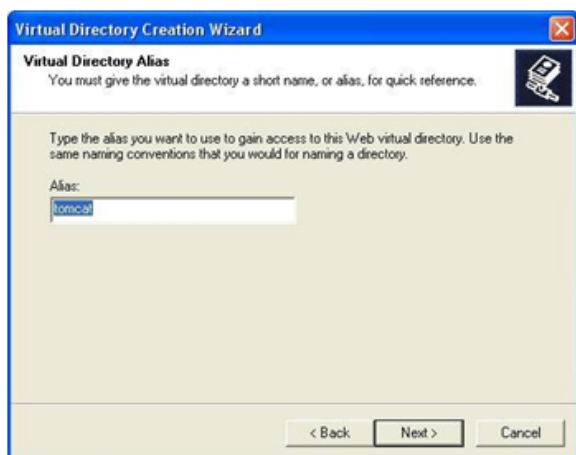 Virtual Directory Creation Wizard
Virtual Directory Alias
You must give the virtual directory a short name, or alias, for quick reference.
Type the alias you want to use to gain access to this Web virtual directory. Use the
same naming conventions that you would for naming a directory.
Alias:
tomcat
< Back Next > Cancel